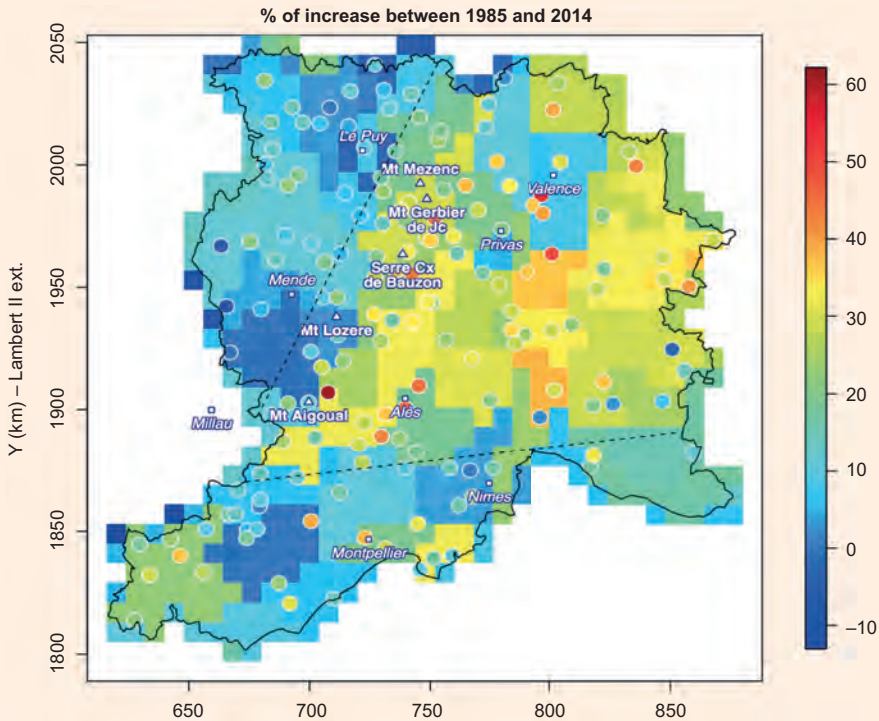 % of increase between 1985 and 2014
Y (km) – Lambert II ext.
2050
2000
1950
1900
1850
1800
Le Puy
Mt Mezenc
Mt Gerbier
de Jc
Valence
Privas
Serre Cx
de Bauzon
Mende
Mt Lozere
Mt Aigoual
Alès
Millau
Nimes
Montpellier
650
700
750
800
850
60
50
40
30
20
10
0
–10